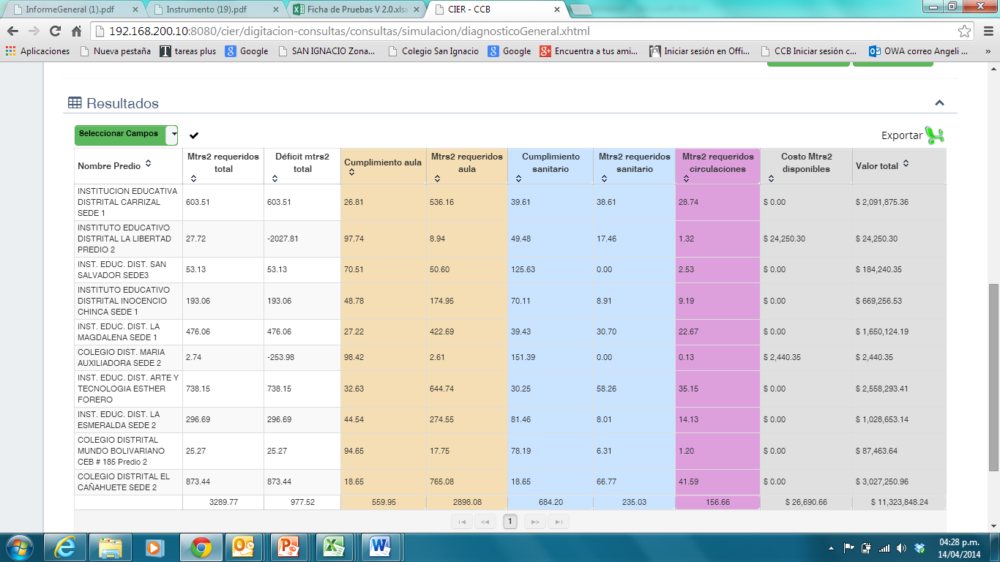 InformeGeneral (1).pdf
Instrumento (19).pdf
Ficha de Pruebas V 2.0.xlsx
CIER - CCB
192.168.200.10:8080/cier/digitacion-consultas/consultas/simulacion/diagnosticoGeneral.xhtml
Aplicaciones
Nueva pestaña
tareas plus
Google
SAN IGNACIO Zona...
Colegio San Ignacio
Google
Encuentra a tus ami...
Iniciar sesión en Offi...
CCB Iniciar sesión c...
OWA correo Angeli ...
»
Resultados
Seleccionar Campos
Exportar
Nombre Predio
Mtrs2 requeridos
total
Déficit mtrs2
total
Cumplimiento aula
Mtrs2 requeridos
aula
Cumplimiento
sanitario
Mtrs2 requeridos
sanitario
Mtrs2 requeridos
circulaciones
Costo Mtrs2
disponibles
Valor total
INSTITUCION EDUCATIVA
DISTRITAL CARRIZAL
SEDE 1
603.51 603.51 26.81 536.16 39.61 38.61 28.74 $ 0.00 $ 2,091,875.36
INSTITUTO EDUCATIVO
DISTRITAL LA LIBERTAD
PREDIO 2
27.72 -2027.81 97.74 8.94 49.48 17.46 1.32 $ 24,250.30 $ 24,250.30
INST. EDUC. DIST. SAN
SALVADOR SEDE3
53.13 53.13 70.51 50.60 125.63 0.00 2.53 $ 0.00 $ 184,240.35
INSTITUTO EDUCATIVO
DISTRITAL INOCENCIO
CHINCA SEDE 1
193.06 193.06 48.78 174.95 70.11 8.91 9.19 $ 0.00 $ 669,256.53
INST. EDUC. DIST. LA
MAGDALENA SEDE 1
476.06 476.06 27.22 422.69 39.43 30.70 22.67 $ 0.00 $ 1,650,124.19
COLEGIO DIST. MARIA
AUXILIADORA SEDE 2
2.74 -253.98 98.42 2.61 151.39 0.00 0.13 $ 2,440.35 $ 2,440.35
INST. EDUC. DIST. ARTE Y
TECNOLOGIA ESTHER
FORERO
738.15 738.15 32.63 644.74 30.25 58.26 35.15 $ 0.00 $ 2,558,293.41
INST. EDUC. DIST. LA
ESMERALDA SEDE 2
296.69 296.69 44.54 274.55 81.46 8.01 14.13 $ 0.00 $ 1,028,653.14
COLEGIO DISTRITAL
MUNDO BOLIVARIANO
CEB # 185 Predio 2
25.27 25.27 94.65 17.75 78.19 6.31 1.20 $ 0.00 $ 87,463.64
COLEGIO DISTRITAL EL
CAÑAHUETE SEDE 2
873.44 873.44 18.65 765.08 18.65 66.77 41.59 $ 0.00 $ 3,027,250.96
3289.77 977.52 559.95 2898.08 684.20 235.03 156.66 $ 26,690.66 $ 11,323,848.24
1
04:28 p.m.
14/04/2014